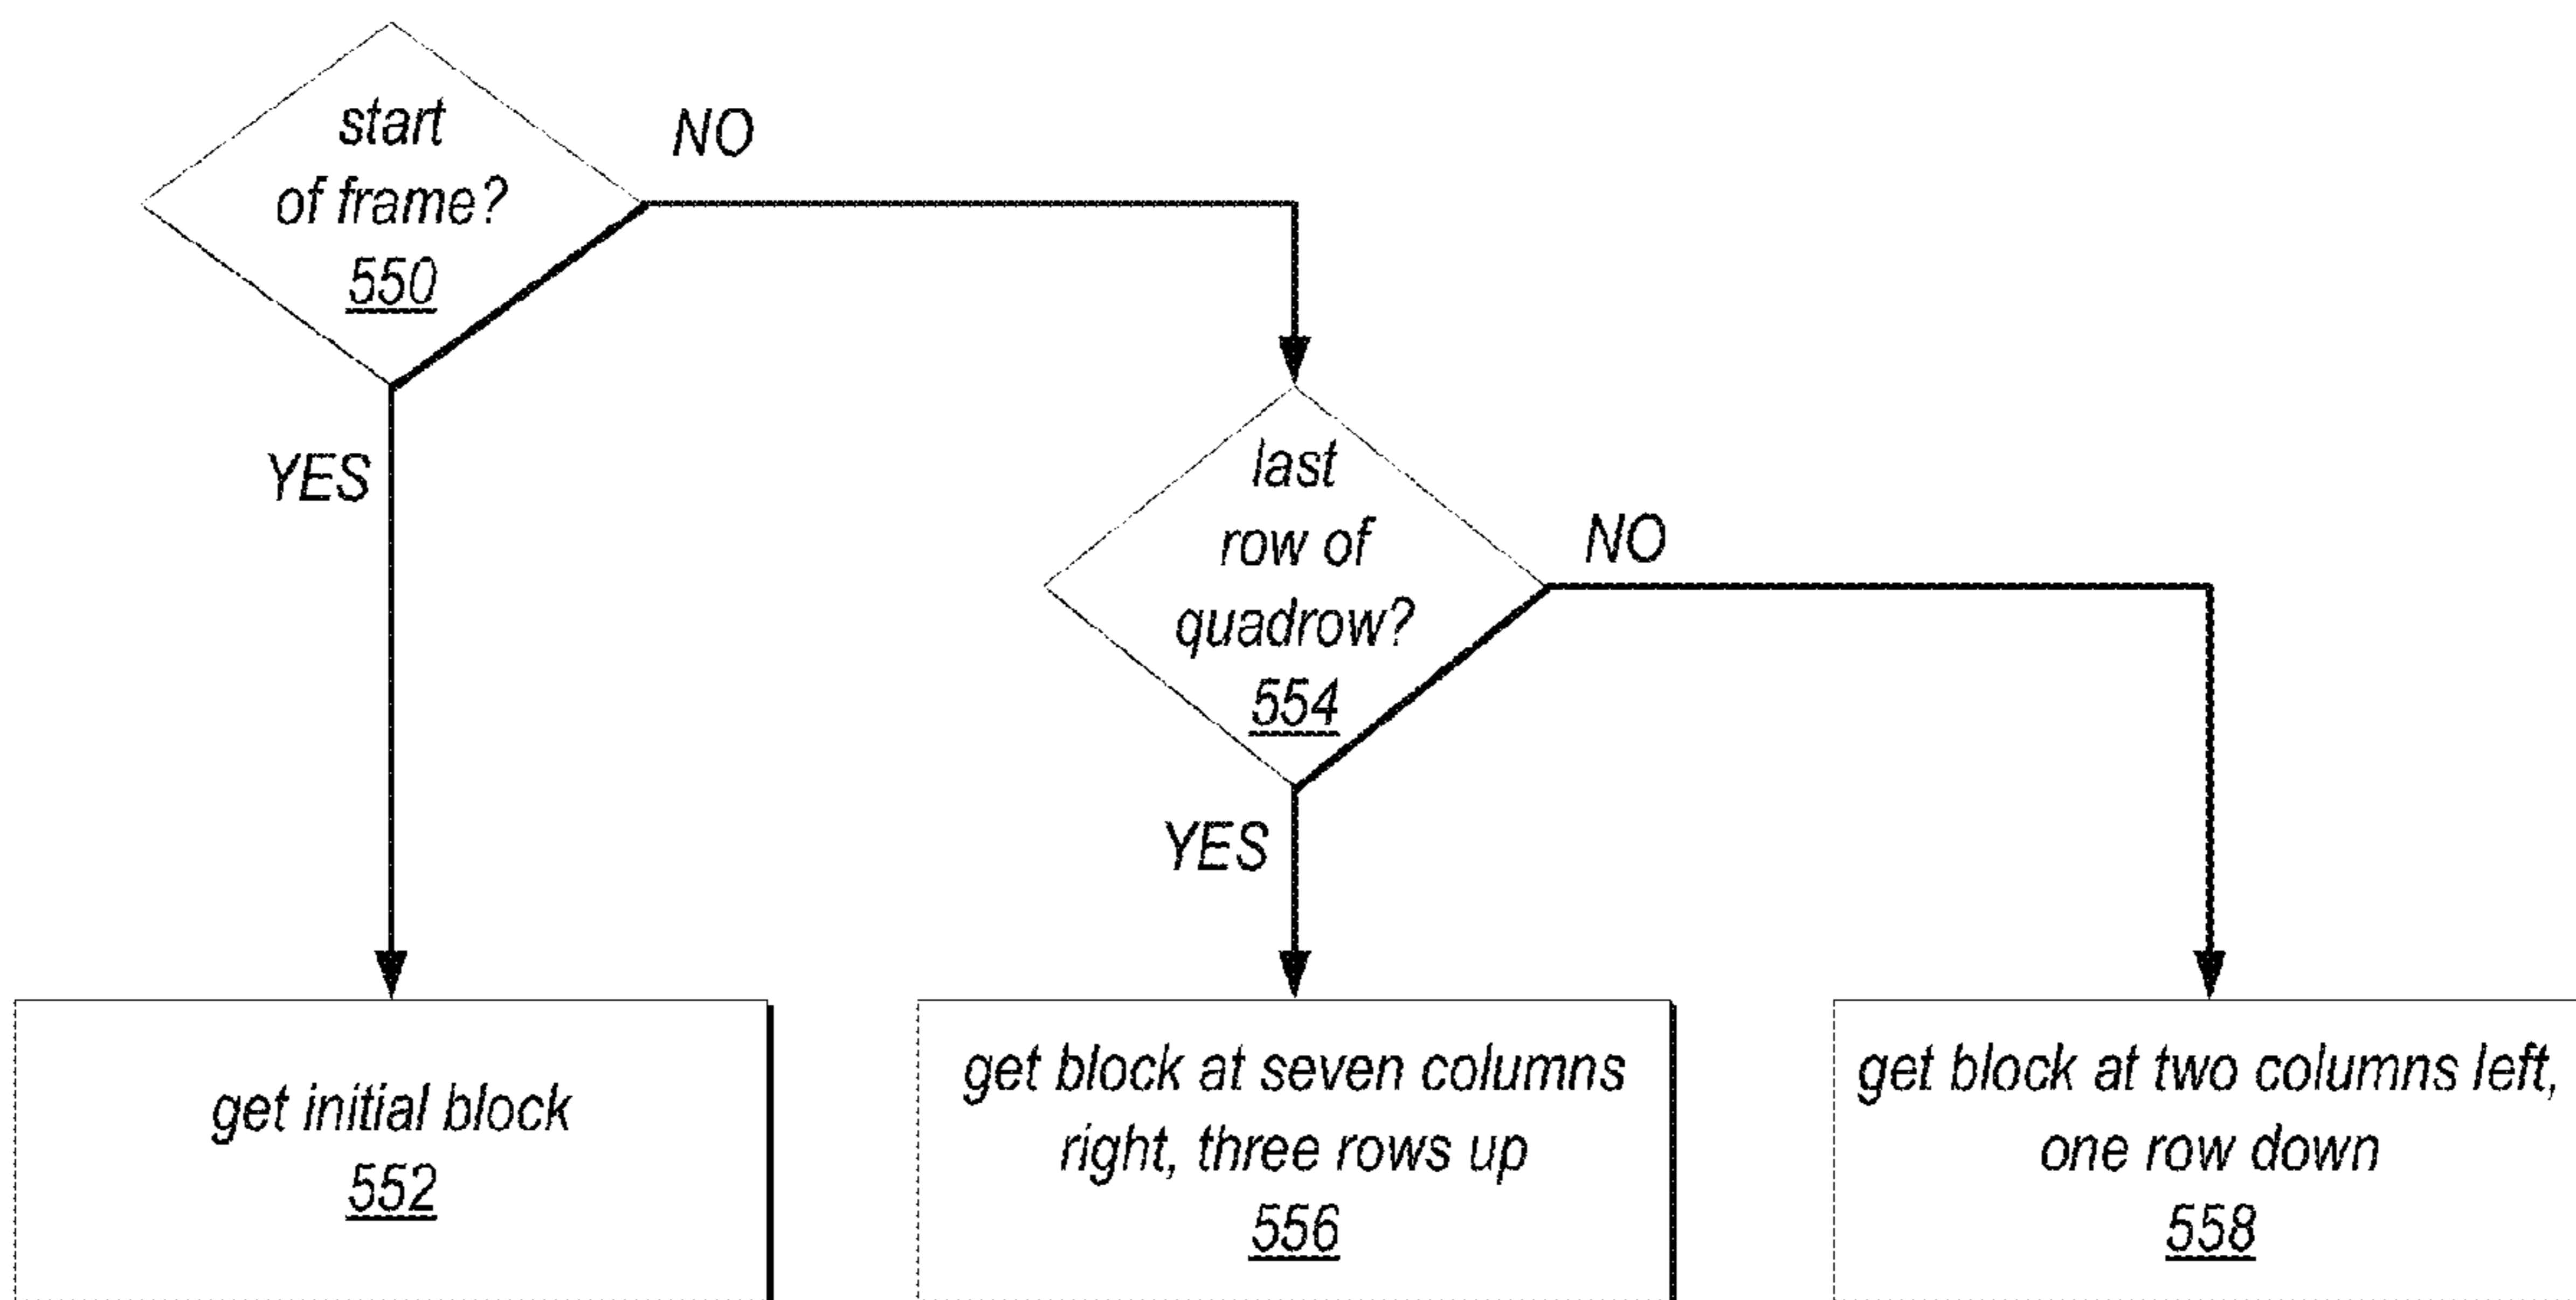 start
of frame?
550
NO
YES
last
row of
quadrow?
554
NO
YES
get initial block
552
get block at seven columns
right, three rows up
556
get block at two columns left,
one row down
558